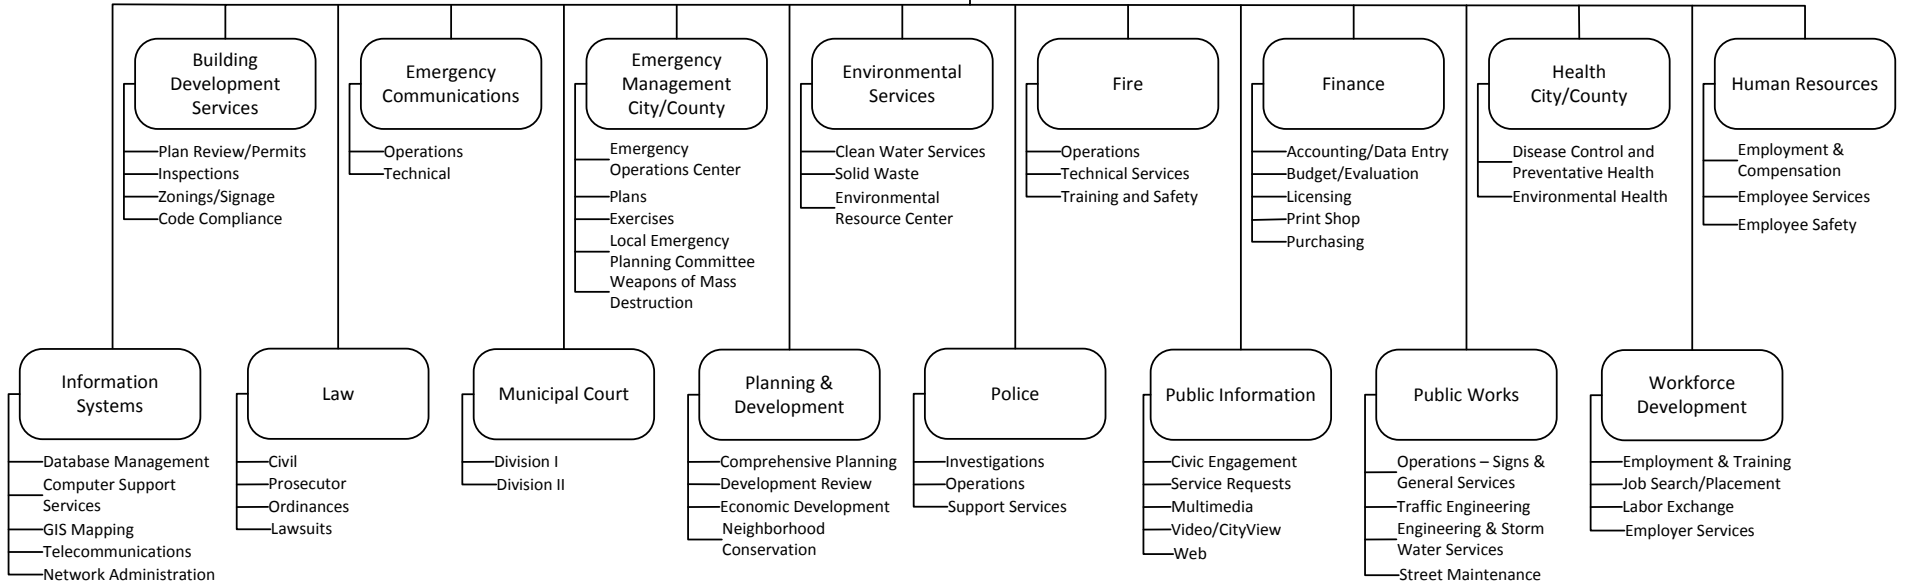 Building
Development
Services
Plan Review/Permits
Inspections
Zonings/Signage
Code Compliance
Emergency
Communications
Operations
Technical
Emergency
Management
City/County
Emergency
Operations Center
Plans
Exercises
Local Emergency
Planning Committee
Weapons of Mass
Destruction
Environmental
Services
Clean Water Services
Solid Waste
Environmental
Resource Center
Fire
Operations
Technical Services
Training and Safety
Finance
Accounting/Data Entry
Budget/Evaluation
Licensing
Print Shop
Purchasing
Health
City/County
Disease Control and
Preventative Health
Environmental Health
Human Resources
Employment &
Compensation
Employee Services
Employee Safety
Information
Systems
Database Management
Computer Support
Services
GIS Mapping
Telecommunications
Network Administration
Law
Civil
Prosecutor
Ordinances
Lawsuits
Municipal Court
Division I
Division II
Planning &
Development
Comprehensive Planning
Development Review
Economic Development
Neighborhood
Conservation
Police
Investigations
Operations
Support Services
Public Information
Civic Engagement
Service Requests
Multimedia
Video/CityView
Web
Public Works
Operations – Signs &
General Services
Traffic Engineering
Engineering & Storm
Water Services
Street Maintenance
Workforce
Development
Employment & Training
Job Search/Placement
Labor Exchange
Employer Services